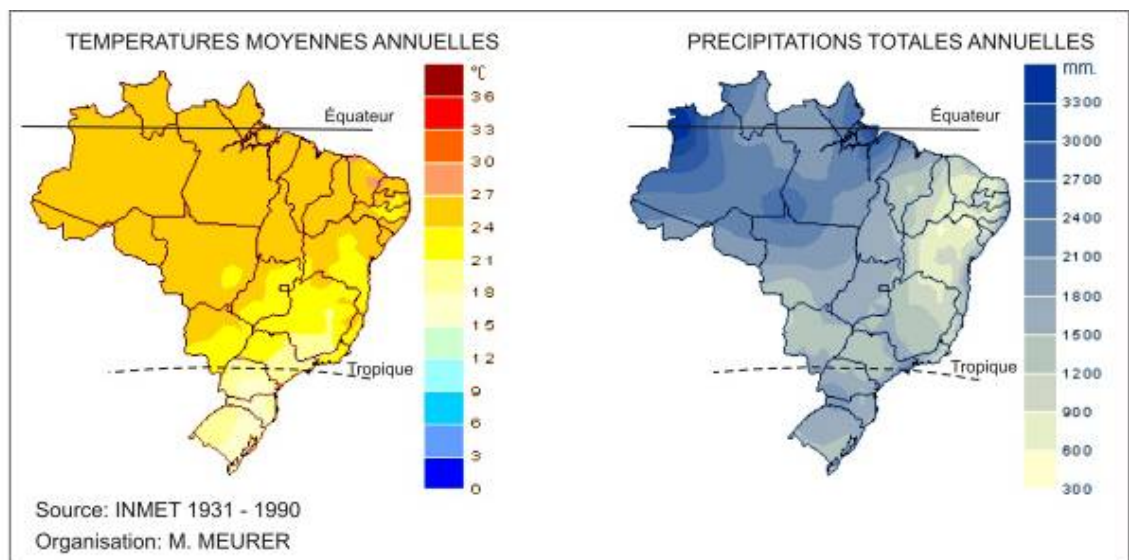 TEMPERATURES MOYENNES ANNUELLES
°C
36
33
30
27
24
21
18
15
12
9
6
3
0
Équateur
Tropique
PRECIPITATIONS TOTALES ANNUELLES
mm.
3300
3000
2700
2400
2100
1800
1500
1200
900
600
300
Équateur
Tropique
Source: INMET 1931 - 1990
Organisation: M. MEURER